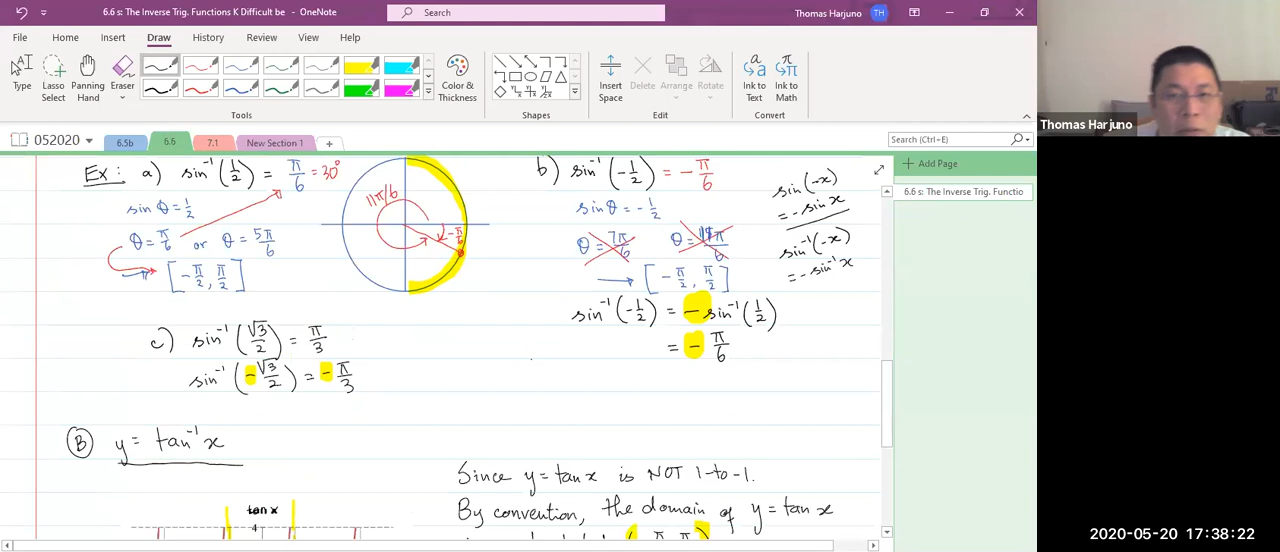 6.6 s: The Inverse Trig. Functions K Difficult be - OneNote
Search
Thomas Harjuno TH
File Home Insert Draw History Review View Help
Type
Lasso Select
Panning Hand
Eraser
Color & Thickness
Insert Space
Delete
Arrange
Rotate
Ink to Text
Ink to Math
Tools Shapes Edit Convert
Thomas Harjuno
052020 6.5b 6.6 7.1 New Section 1 +
Search (Ctrl+E)
Add Page
6.6 s: The Inverse Trig. Functio
Ex: a) sin⁻¹(1/2) = π/6 = 30°
sin θ = 1/2
θ = π/6 or θ = 5π/6
[-π/2, π/2]
11π/6
-π/6
b) sin⁻¹(-1/2) = -π/6
sin θ = -1/2
θ = 7π/6 θ = 11π/6
[-π/2, π/2]
sin⁻¹(-1/2) = - sin⁻¹(1/2)
= - π/6
sin(-x)
= -sin x
sin⁻¹(-x)
= -sin⁻¹x
c) sin⁻¹(√3/2) = π/3
sin⁻¹(-√3/2) = -π/3
B y = tan⁻¹ x
Since y = tan x is NOT 1-to-1.
By convention, the domain of y = tan x
tan x
4
2020-05-20 17:38:22